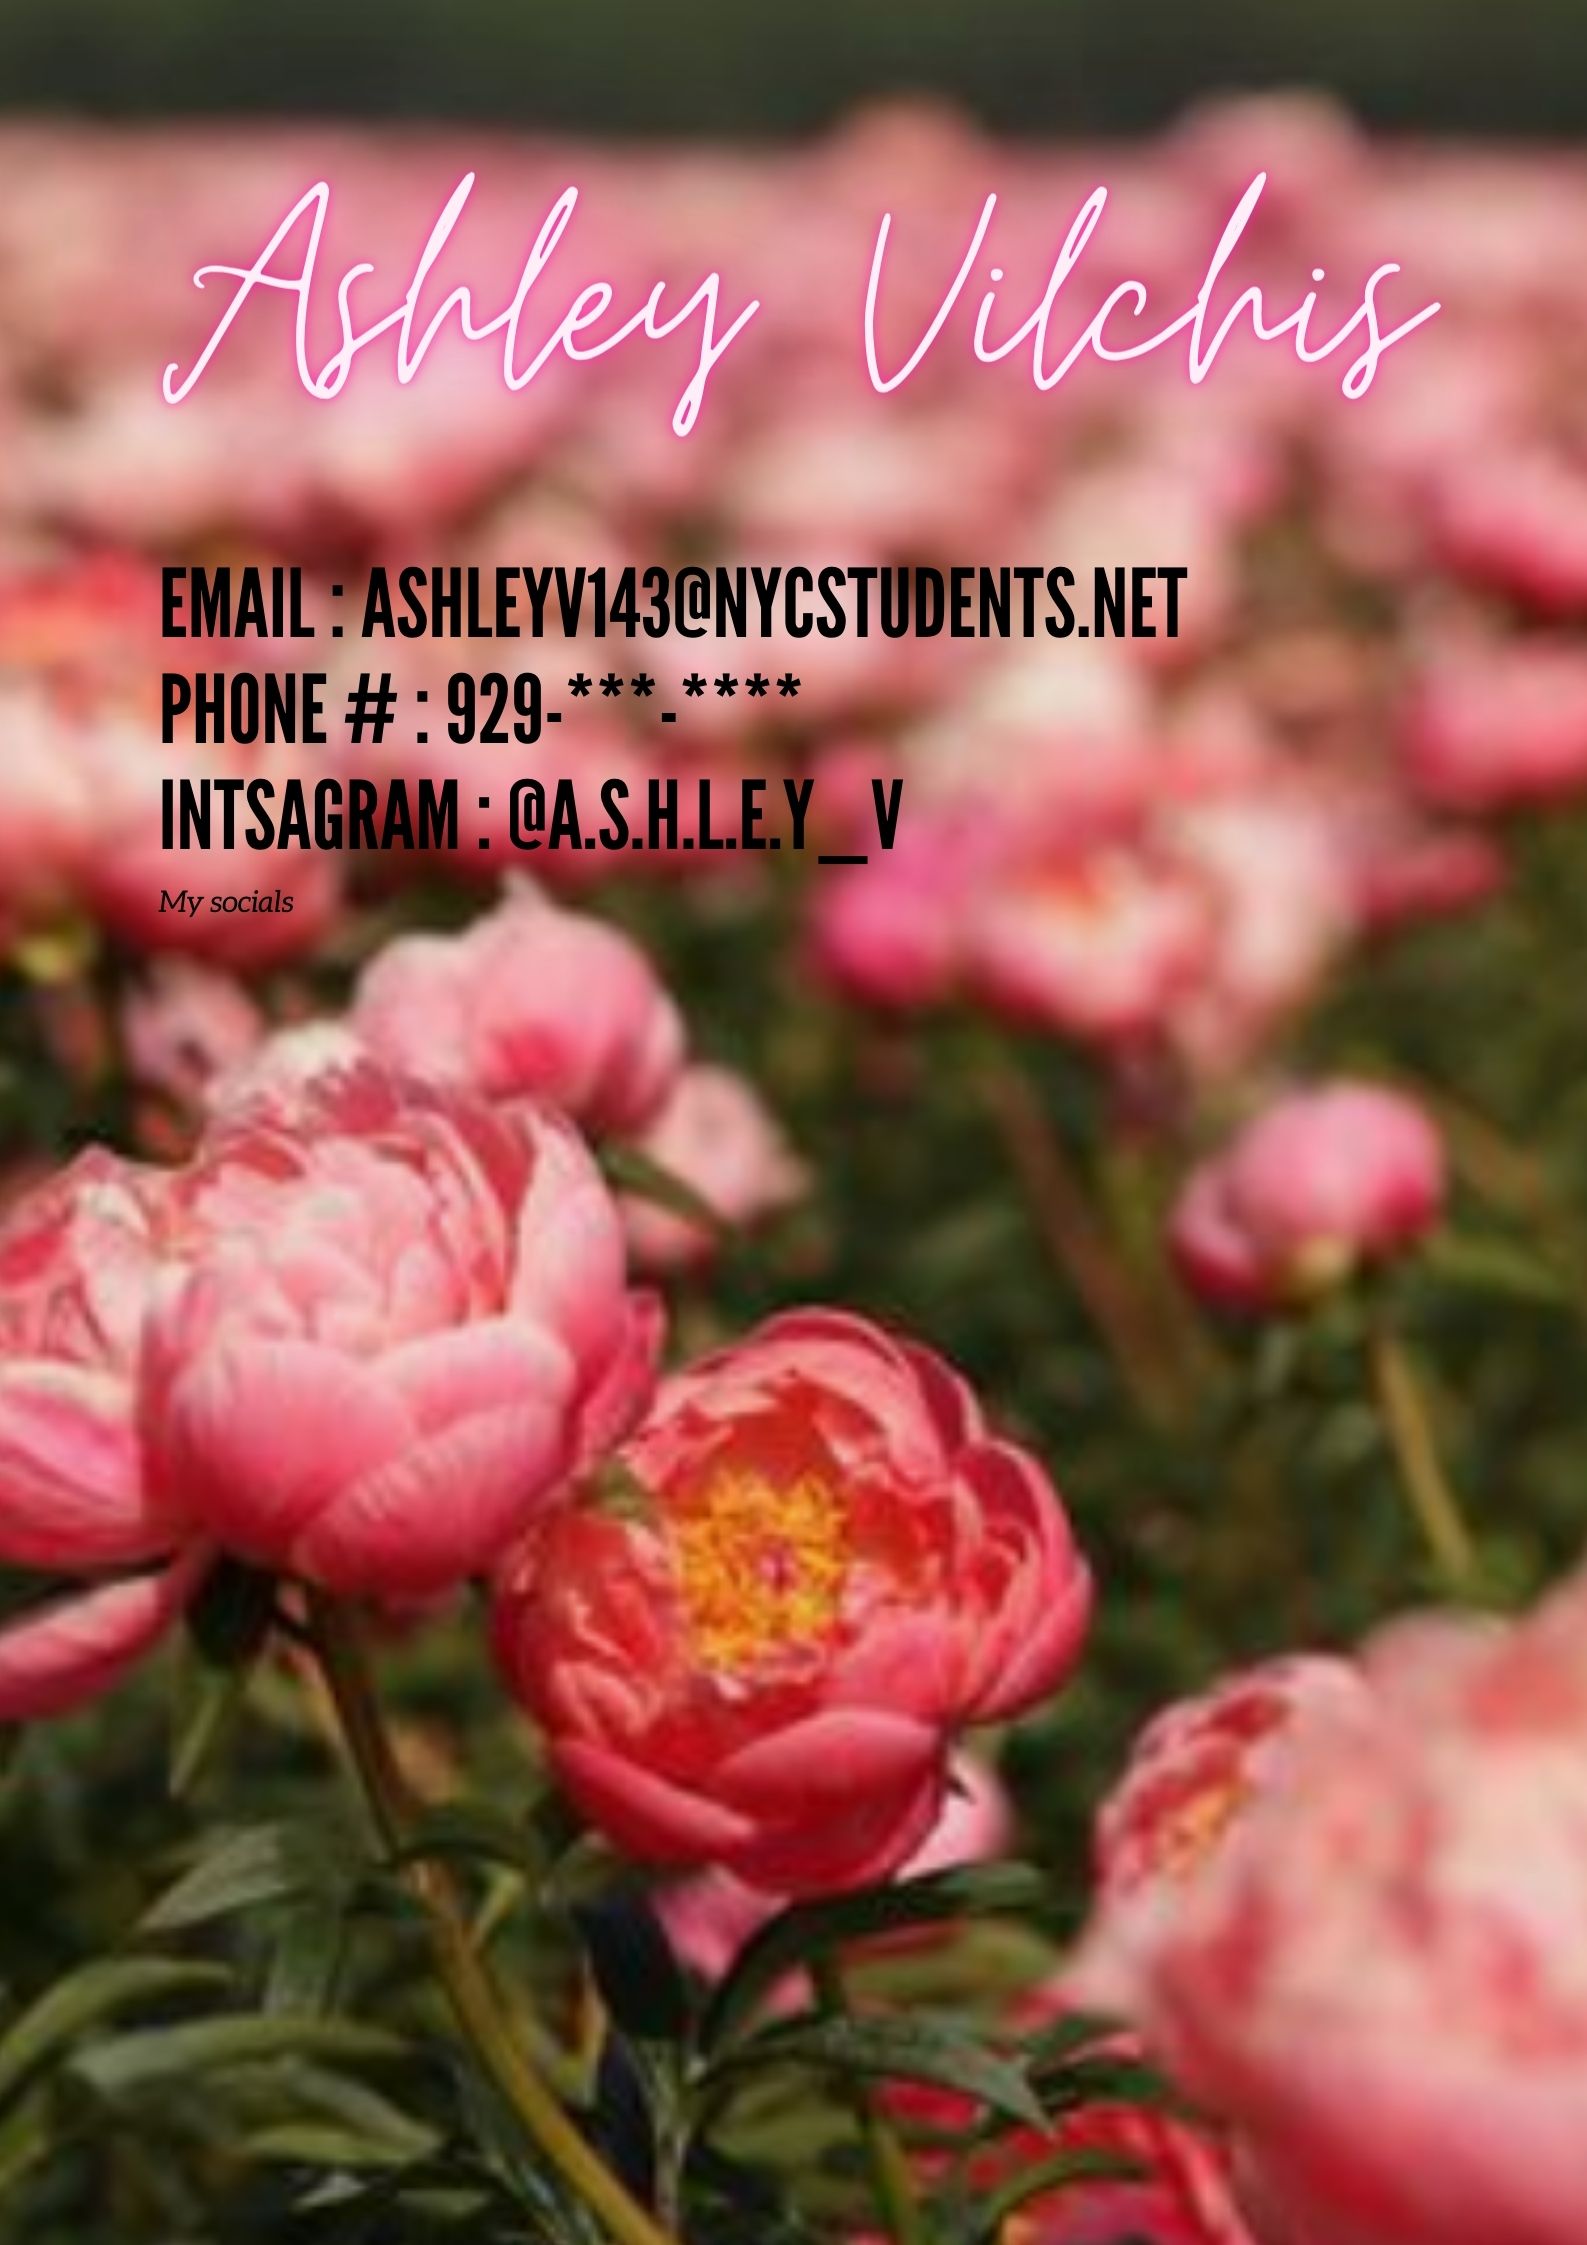 Ashley Vilchis
EMAIL : ASHLEYV143@NYCSTUDENTS.NET
PHONE # : 929-***-****
INTSAGRAM : @A.S.H.L.E.Y_V
My socials